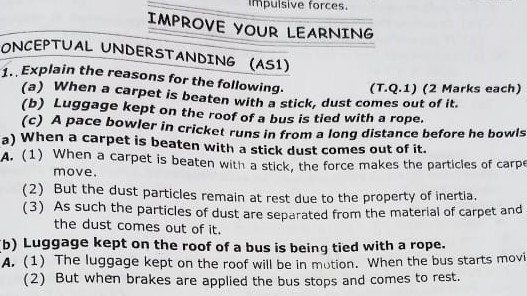 impulsive forces.
IMPROVE YOUR LEARNING
ONCEPTUAL UNDERSTANDING (AS1)
1.. Explain the reasons for the following. (T.Q.1) (2 Marks each)
(a) When a carpet is beaten with a stick, dust comes out of it.
(b) Luggage kept on the roof of a bus is tied with a rope.
(c) A pace bowler in cricket runs in from a long distance before he bowls
a) When a carpet is beaten with a stick dust comes out of it.
A. (1) When a carpet is beaten with a stick, the force makes the particles of carpe
move.
(2) But the dust particles remain at rest due to the property of inertia.
(3) As such the particles of dust are separated from the material of carpet and
the dust comes out of it.
b) Luggage kept on the roof of a bus is being tied with a rope.
A. (1) The luggage kept on the roof will be in motion. When the bus starts movi
(2) But when brakes are applied the bus stops and comes to rest.